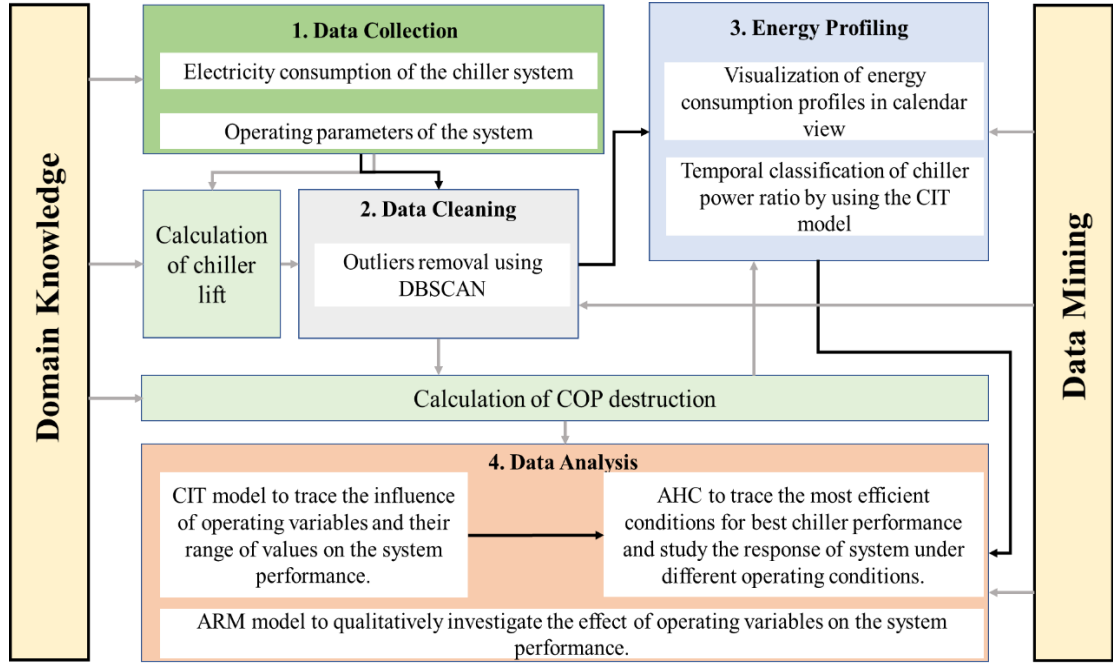 Domain Knowledge
1. Data Collection
Electricity consumption of the chiller system
Operating parameters of the system
Calculation
of chiller
lift
2. Data Cleaning
Outliers removal using
DBSCAN
3. Energy Profiling
Visualization of energy
consumption profiles in calendar
view
Temporal classification of chiller
power ratio by using the CIT
model
Calculation of COP destruction
4. Data Analysis
CIT model to trace the influence
of operating variables and their
range of values on the system
performance.
AHC to trace the most efficient
conditions for best chiller performance
and study the response of system under
different operating conditions.
ARM model to qualitatively investigate the effect of operating variables on the system
performance.
Data Mining